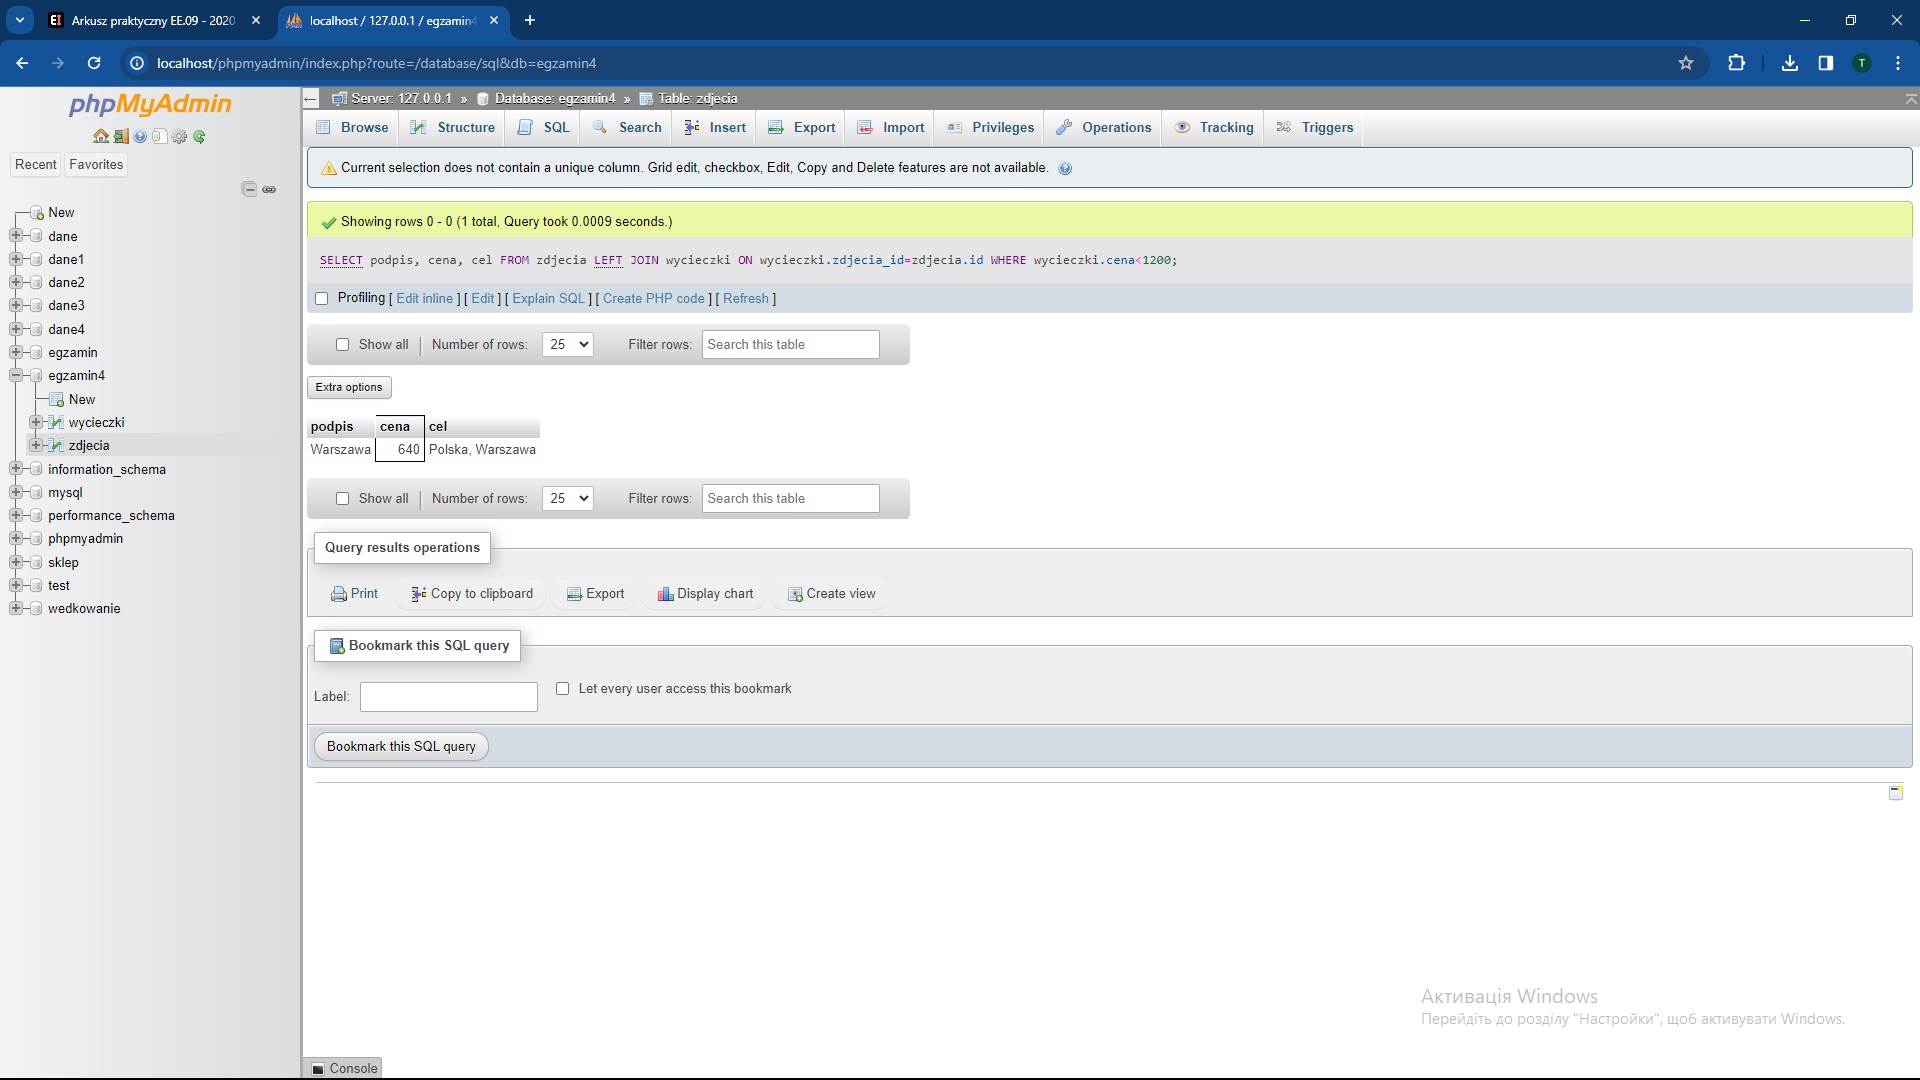 Arkusz praktyczny EE.09 - 2020
localhost / 127.0.0.1 / egzamin4
localhost/phpmyadmin/index.php?route=/database/sql&db=egzamin4
T
phpMyAdmin
Recent
Favorites
New
dane
dane1
dane2
dane3
dane4
egzamin
egzamin4
New
wycieczki
zdjecia
information_schema
mysql
performance_schema
phpmyadmin
sklep
test
wedkowanie
Server: 127.0.0.1 » Database: egzamin4 » Table: zdjecia
Browse Structure SQL Search Insert Export Import Privileges Operations Tracking Triggers
Current selection does not contain a unique column. Grid edit, checkbox, Edit, Copy and Delete features are not available.
Showing rows 0 - 0 (1 total, Query took 0.0009 seconds.)
SELECT podpis, cena, cel FROM zdjecia LEFT JOIN wycieczki ON wycieczki.zdjecia_id=zdjecia.id WHERE wycieczki.cena<1200;
Profiling [ Edit inline ] [ Edit ] [ Explain SQL ] [ Create PHP code ] [ Refresh ]
Show all | Number of rows: 25 Filter rows: Search this table
Extra options
podpis cena cel
Warszawa 640 Polska, Warszawa
Show all | Number of rows: 25 Filter rows: Search this table
Query results operations
Print Copy to clipboard Export Display chart Create view
Bookmark this SQL query
Label: Let every user access this bookmark
Bookmark this SQL query
Активація Windows
Перейдіть до розділу "Настройки", щоб активувати Windows.
Console